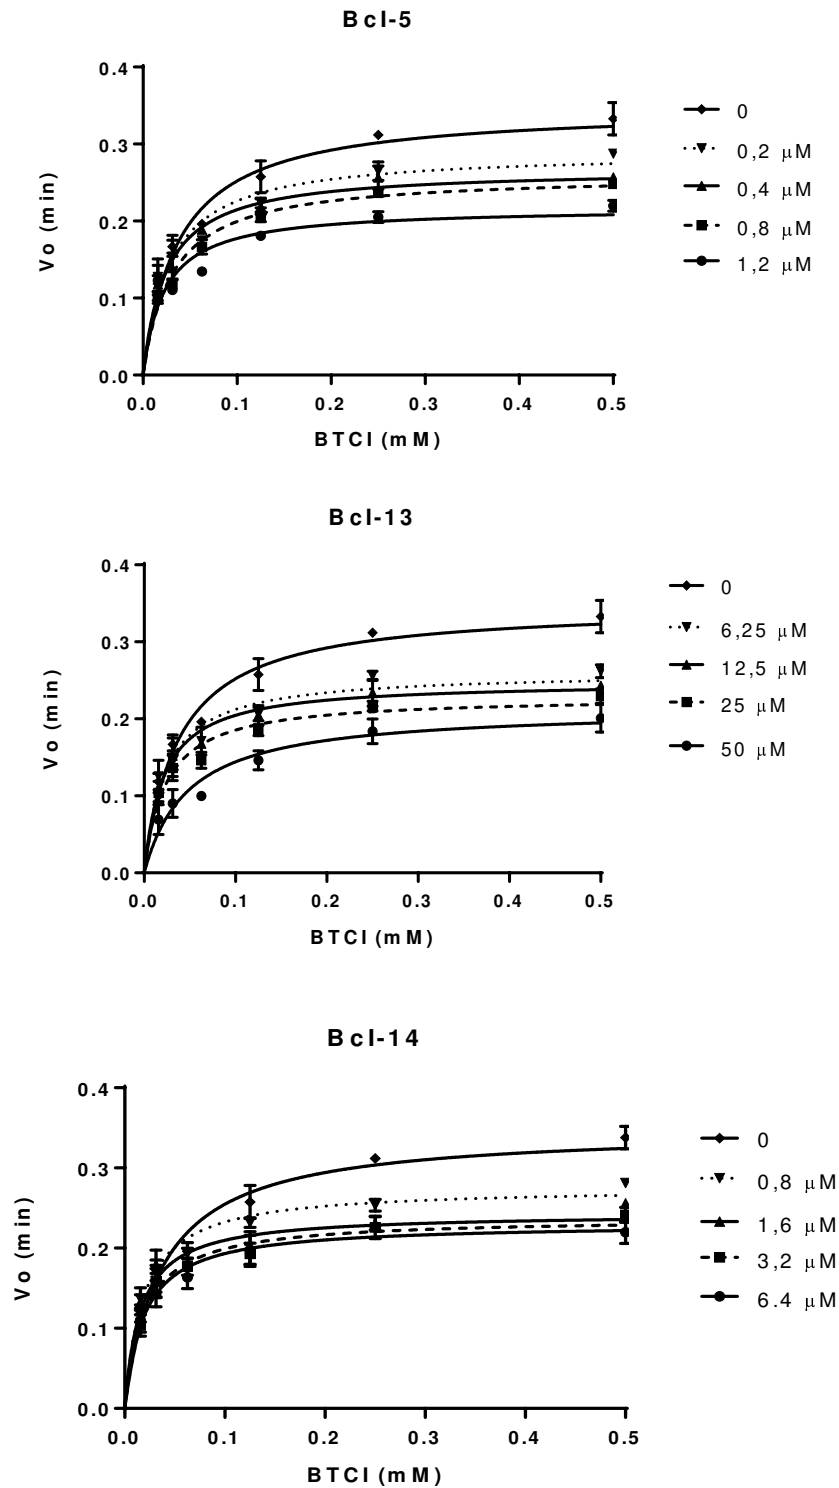 BcI-5
0.4
0.3
0.2
0.1
0.0
Vo (min)
0.0 0.1 0.2 0.3 0.4 0.5
BTCI (mM)
0
0,2 μM
0,4 μM
0,8 μM
1,2 μM
BcI-13
0.4
0.3
0.2
0.1
0.0
Vo (min)
0.0 0.1 0.2 0.3 0.4 0.5
BTCI (mM)
0
6,25 μM
12,5 μM
25 μM
50 μM
BcI-14
0.4
0.3
0.2
0.1
0.0
Vo (min)
0.0 0.1 0.2 0.3 0.4 0.5
BTCI (mM)
0
0,8 μM
1,6 μM
3,2 μM
6.4 μM